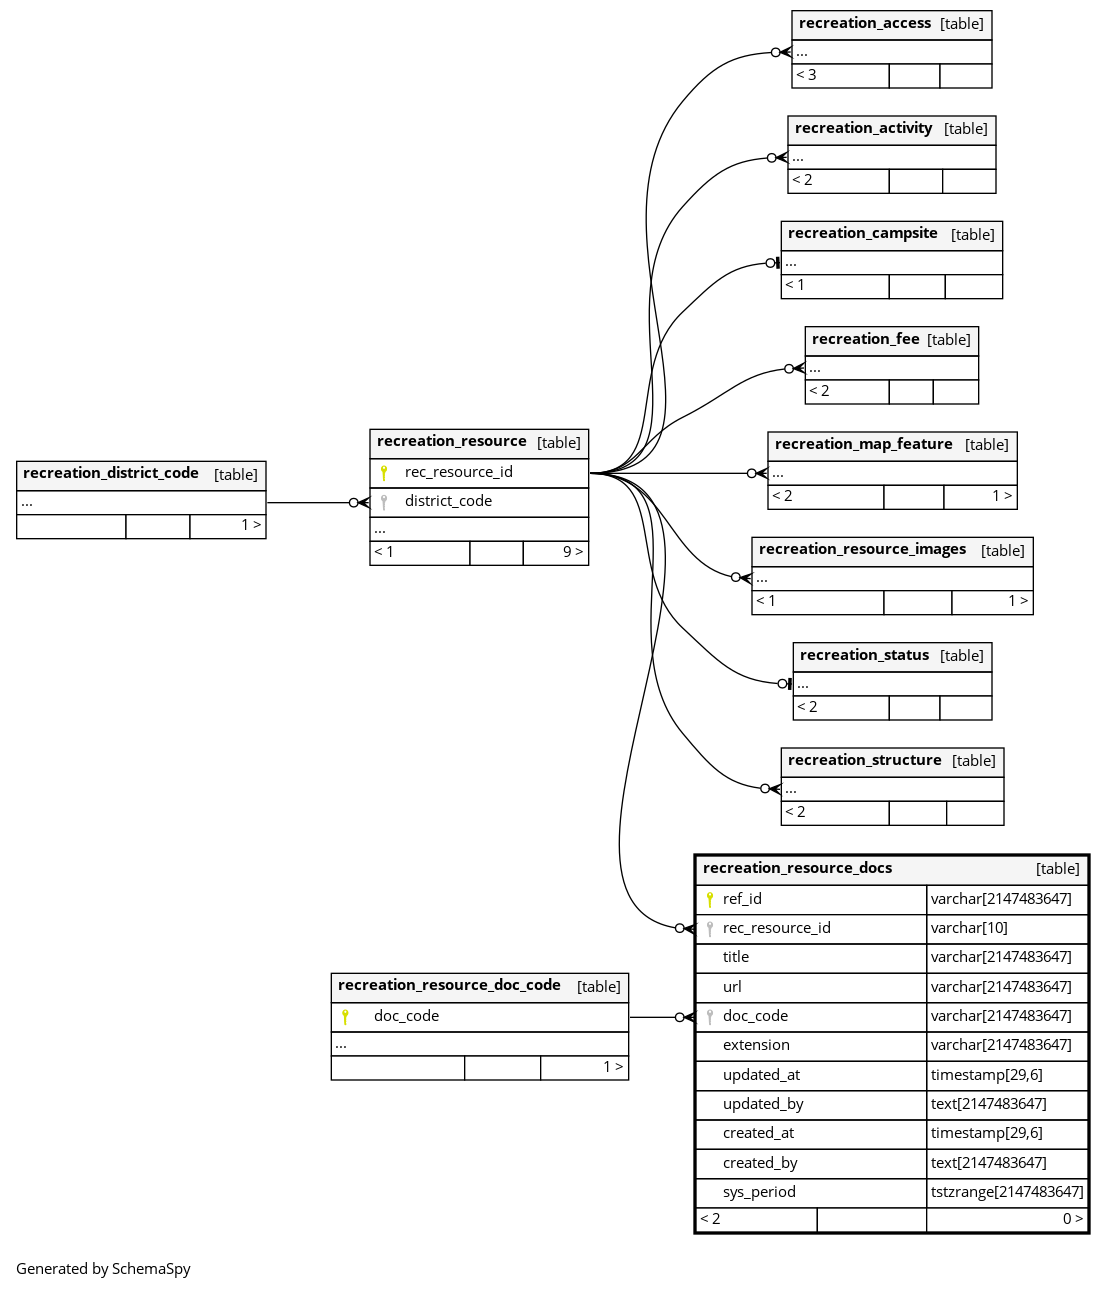 recreation_access [table]
...
< 3
recreation_activity [table]
...
< 2
recreation_campsite [table]
...
< 1
recreation_fee [table]
...
< 2
recreation_resource [table]
rec_resource_id
district_code
...
< 1 9 >
recreation_district_code [table]
...
1 >
recreation_map_feature [table]
...
< 2 1 >
recreation_resource_images [table]
...
< 1 1 >
recreation_status [table]
...
< 2
recreation_structure [table]
...
< 2
recreation_resource_docs [table]
ref_id varchar[2147483647]
rec_resource_id varchar[10]
title varchar[2147483647]
url varchar[2147483647]
doc_code varchar[2147483647]
extension varchar[2147483647]
updated_at timestamp[29,6]
updated_by text[2147483647]
created_at timestamp[29,6]
created_by text[2147483647]
sys_period tstzrange[2147483647]
< 2 0 >
recreation_resource_doc_code [table]
doc_code
...
1 >
Generated by SchemaSpy